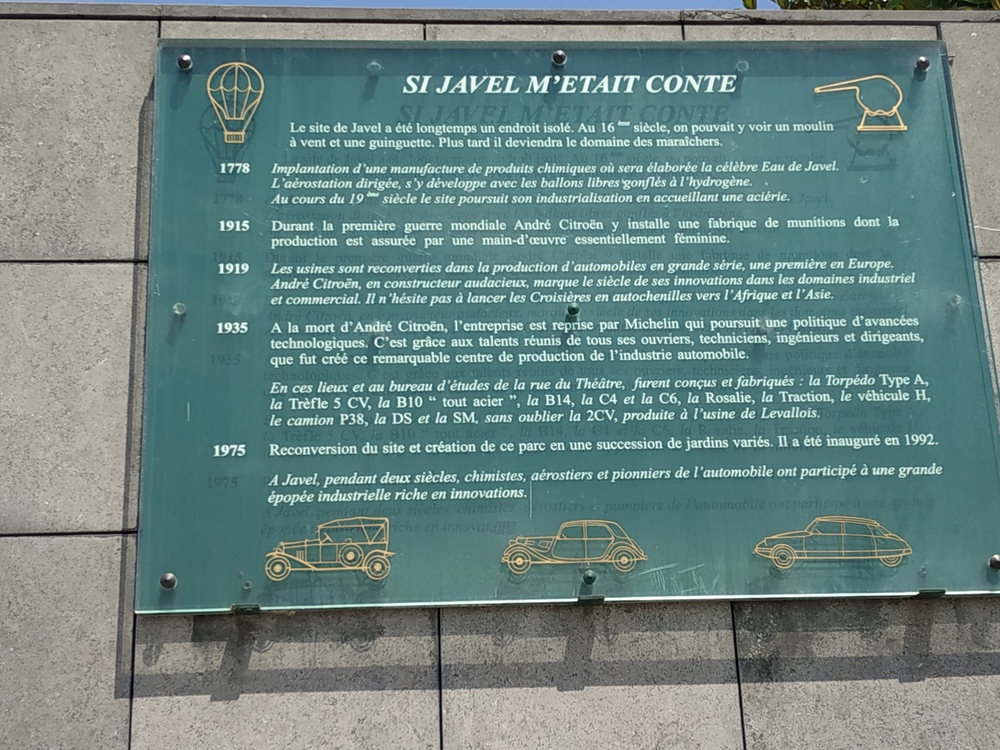 SI JAVEL M'ETAIT CONTE
Le site de Javel a été longtemps un endroit isolé. Au 16 ème siècle, on pouvait y voir un moulin
à vent et une guinguette. Plus tard il deviendra le domaine des maraîchers.
1778 Implantation d'une manufacture de produits chimiques où sera élaborée la célèbre Eau de Javel.
L'aérostation dirigée, s'y développe avec les ballons libres gonflés à l'hydrogène.
Au cours du 19 ème siècle le site poursuit son industrialisation en accueillant une aciérie.
1915 Durant la première guerre mondiale André Citroën y installe une fabrique de munitions dont la
production est assurée par une main-d'œuvre essentiellement féminine.
1919 Les usines sont reconverties dans la production d'automobiles en grande série, une première en Europe.
André Citroën, en constructeur audacieux, marque le siècle de ses innovations dans les domaines industriel
et commercial. Il n'hésite pas à lancer les Croisières en autochenilles vers l'Afrique et l'Asie.
1935 A la mort d'André Citroën, l'entreprise est reprise par Michelin qui poursuit une politique d'avancées
technologiques. C'est grâce aux talents réunis de tous ses ouvriers, techniciens, ingénieurs et dirigeants,
que fut créé ce remarquable centre de production de l'industrie automobile.
En ces lieux et au bureau d'études de la rue du Théâtre, furent conçus et fabriqués : la Torpédo Type A,
la Trèfle 5 CV, la B10 “ tout acier ”, la B14, la C4 et la C6, la Rosalie, la Traction, le véhicule H,
le camion P38, la DS et la SM, sans oublier la 2CV, produite à l'usine de Levallois.
1975 Reconversion du site et création de ce parc en une succession de jardins variés. Il a été inauguré en 1992.
A Javel, pendant deux siècles, chimistes, aérostiers et pionniers de l'automobile ont participé à une grande
épopée industrielle riche en innovations.